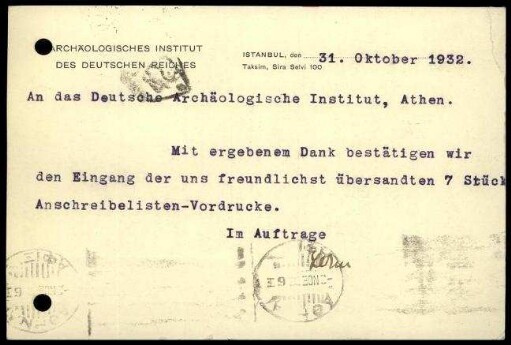 ARCHÄOLOGISCHES INSTITUT
DES DEUTSCHEN REICHES
ISTANBUL, den 31. Oktober 1932.
Taksim, Sira Selvi 100
An das Deutsche Archäologische Institut, Athen.
Mit ergebenem Dank bestätigen wir
den Eingang der uns freundlichst übersandten 7 Stück
Anschreibelisten-Vordrucke.
Im Auftrage